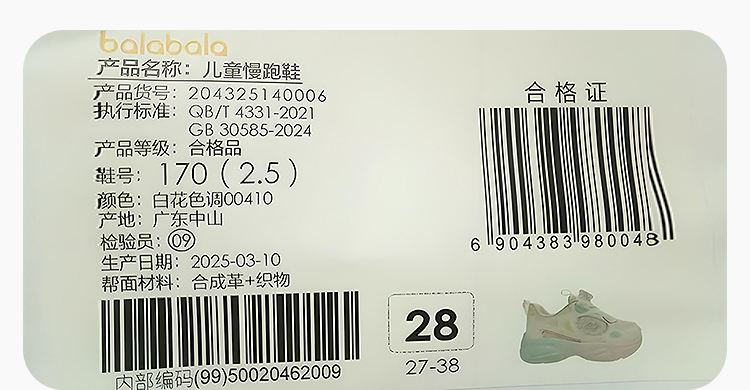 balabala
产品名称：儿童慢跑鞋
产品货号：204325140006
执行标准：QB/T 4331-2021
GB 30585-2024
产品等级：合格品
鞋号：170（2.5）
颜色：白花色调00410
产地：广东中山
检验员：09
生产日期：2025-03-10
帮面材料：合成革+织物
内部编码(99)50020462009
合格证
6 904383 980048
28
27-38